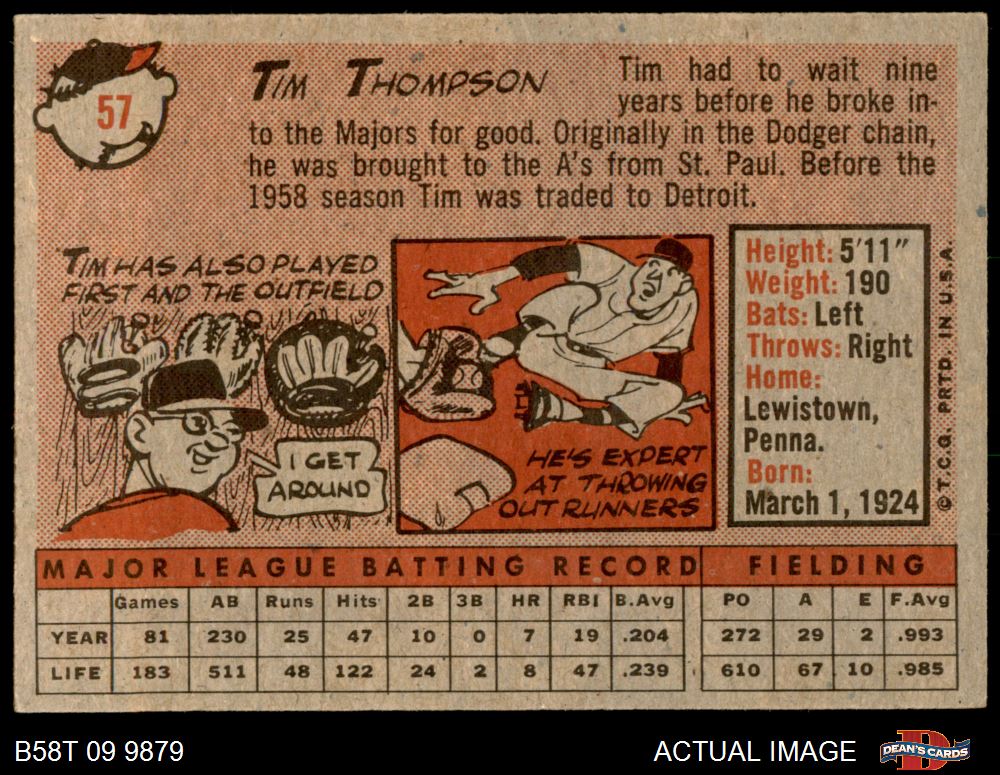 57
Tim Thompson
Tim had to wait nine
years before he broke in-
to the Majors for good. Originally in the Dodger chain,
he was brought to the A's from St. Paul. Before the
1958 season Tim was traded to Detroit.
TIM HAS ALSO PLAYED
FIRST AND THE OUTFIELD
I GET
AROUND
HE'S EXPERT
AT THROWING
OUT RUNNERS
Height: 5'11"
Weight: 190
Bats: Left
Throws: Right
Home:
Lewistown,
Penna.
Born:
March 1, 1924
© T.C.G. PRTD. IN U.S.A.
MAJOR LEAGUE BATTING RECORD FIELDING
Games AB Runs Hits 2B 3B HR RBI B.Avg PO A E F.Avg
YEAR 81 230 25 47 10 0 7 19 .204 272 29 2 .993
LIFE 183 511 48 122 24 2 8 47 .239 610 67 10 .985
B58T 09 9879
ACTUAL IMAGE
DEAN'S CARDS